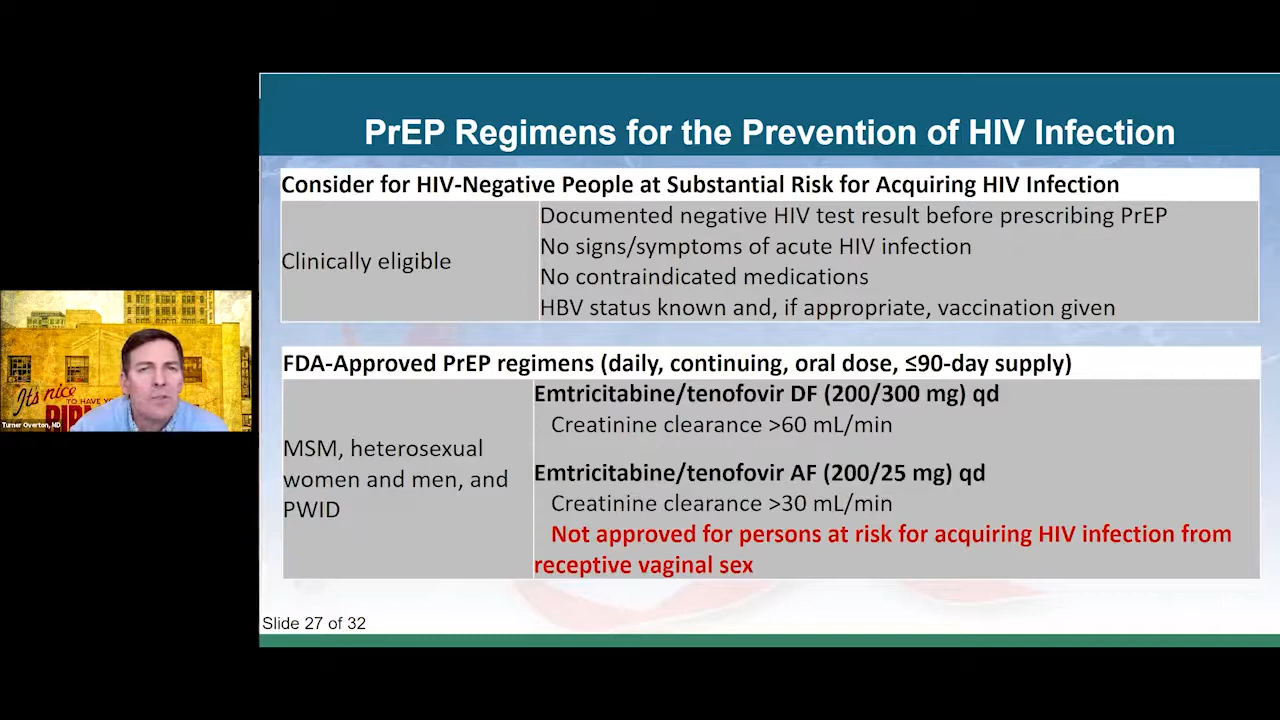 PrEP Regimens for the Prevention of HIV Infection
Consider for HIV-Negative People at Substantial Risk for Acquiring HIV Infection
Clinically eligible
Documented negative HIV test result before prescribing PrEP
No signs/symptoms of acute HIV infection
No contraindicated medications
HBV status known and, if appropriate, vaccination given
FDA-Approved PrEP regimens (daily, continuing, oral dose, ≤90-day supply)
MSM, heterosexual
women and men, and
PWID
Emtricitabine/tenofovir DF (200/300 mg) qd
Creatinine clearance >60 mL/min
Emtricitabine/tenofovir AF (200/25 mg) qd
Creatinine clearance >30 mL/min
Not approved for persons at risk for acquiring HIV infection from
receptive vaginal sex
Slide 27 of 32
It's nice
TO HAVE
Turner Overton, MD